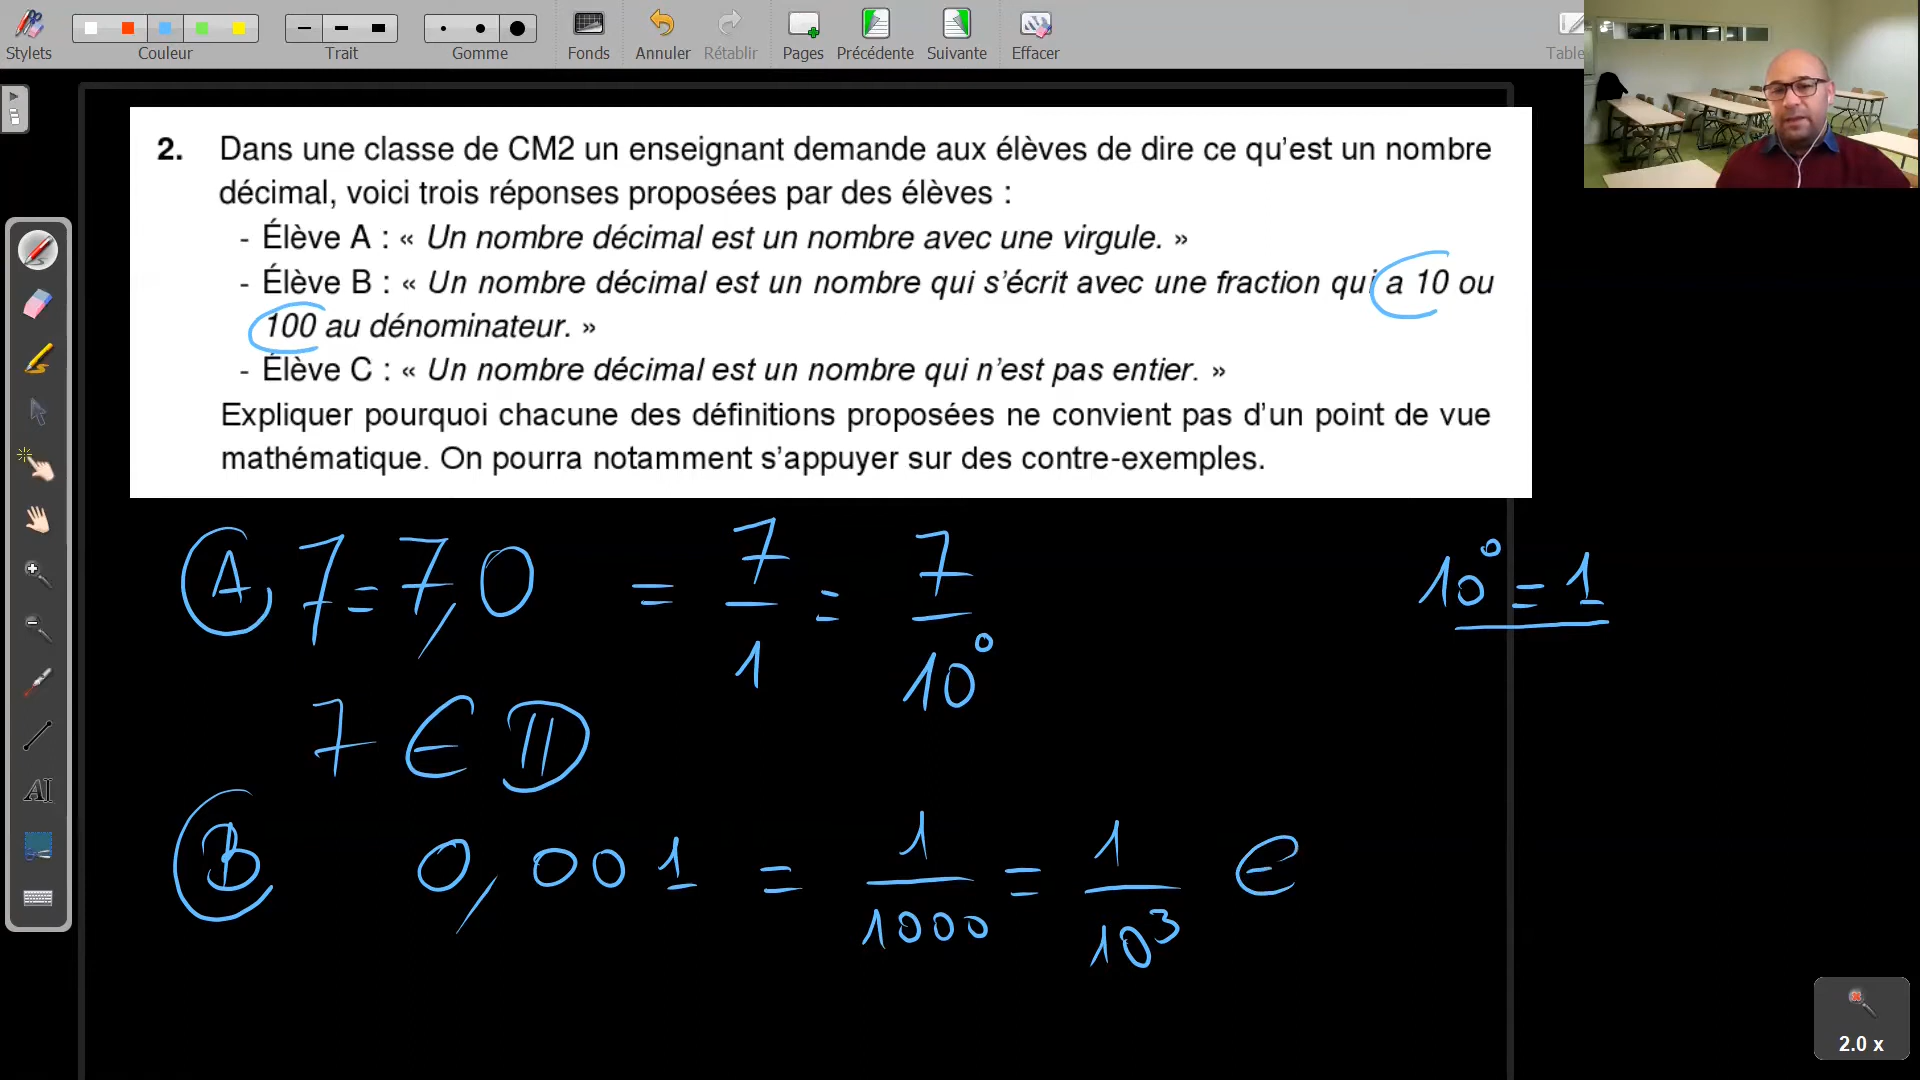 Stylets Couleur Trait Gomme Fonds Annuler Rétablir Pages Précédente Suivante Effacer
2. Dans une classe de CM2 un enseignant demande aux élèves de dire ce qu'est un nombre
décimal, voici trois réponses proposées par des élèves :
- Élève A : « Un nombre décimal est un nombre avec une virgule. »
- Élève B : « Un nombre décimal est un nombre qui s'écrit avec une fraction qui a 10 ou
100 au dénominateur. »
- Élève C : « Un nombre décimal est un nombre qui n'est pas entier. »
Expliquer pourquoi chacune des définitions proposées ne convient pas d'un point de vue
mathématique. On pourra notamment s'appuyer sur des contre-exemples.
A 7 = 7,0 = 7/1 = 7/10⁰
10⁰ = 1
7 ∈ 𝔻
B 0,001 = 1/1000 = 1/10³ ∈
2.0 x